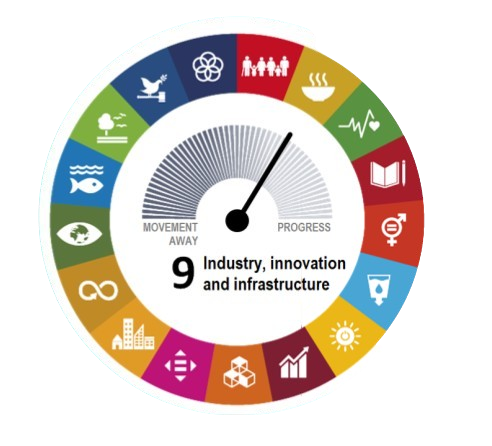 MOVEMENT
AWAY
PROGRESS
9 Industry, innovation
and infrastructure